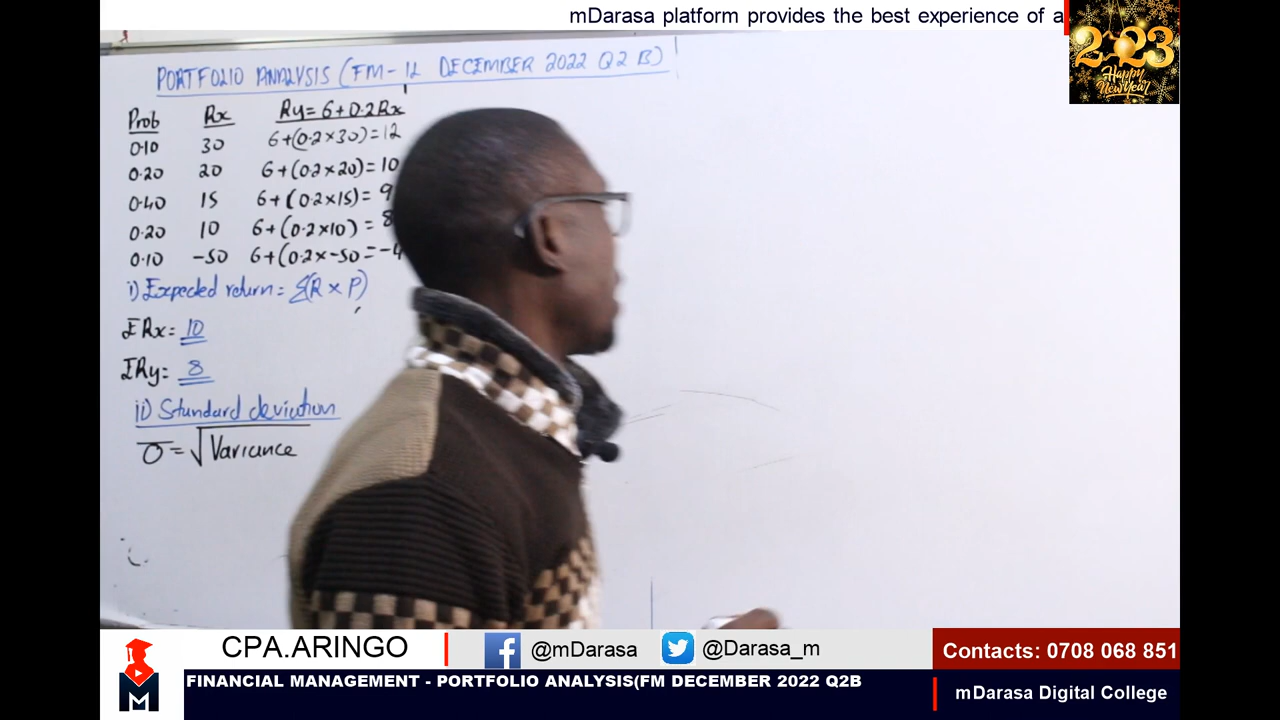 mDarasa platform provides the best experience of a
2023
Happy
New Year
PORTFOLIO ANALYSIS (FM-12 DECEMBER 2022 Q2 B)
Prob Rx Ry = 6+0.2Rx
0.10 30 6+(0.2×30)=12
0.20 20 6+(0.2×20)=10
0.40 15 6+(0.2×15)=9
0.20 10 6+(0.2×10)=8
0.10 -50 6+(0.2×-50=-4
i) Expected return = Σ(R × P)
ERx = 10
ERy = 8
ii) Standard deviation
σ = √Variance
CPA.ARINGO
@mDarasa
@Darasa_m
Contacts: 0708 068 851
M
FINANCIAL MANAGEMENT - PORTFOLIO ANALYSIS(FM DECEMBER 2022 Q2B
mDarasa Digital College